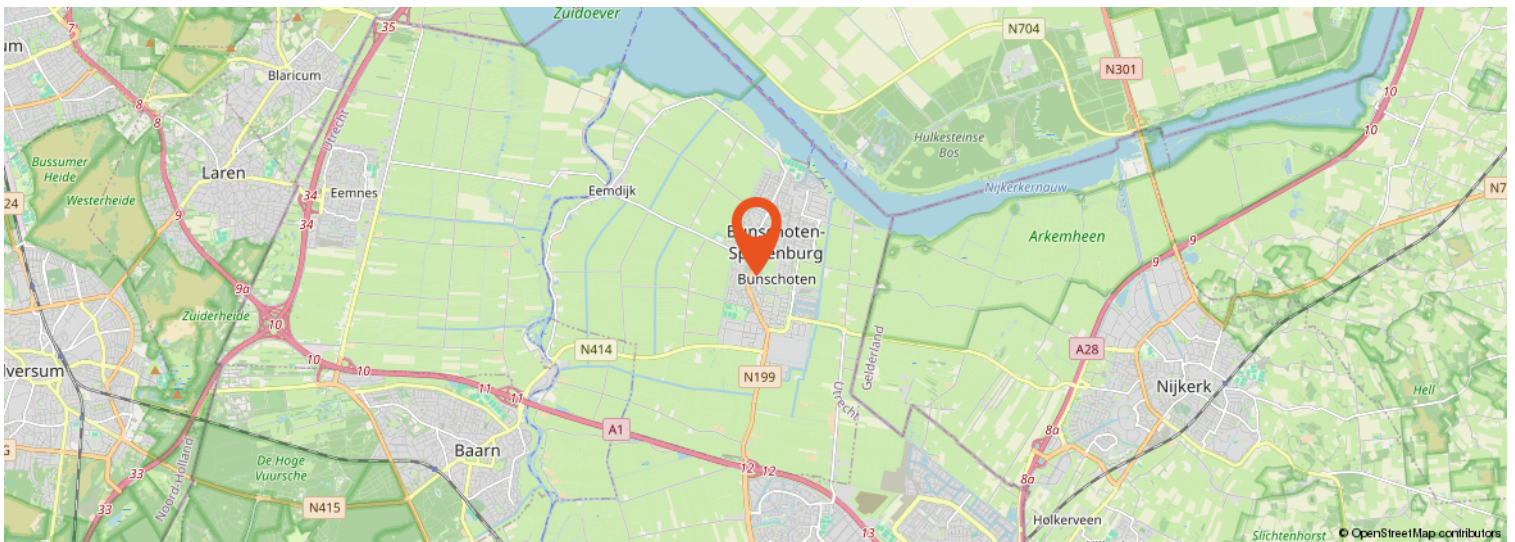 Zuidoever
35
N704
7
um
Blaricum
N301
8
8
10
10
Utrecht
Hulkesteinse
Bos
Bussumer
Heide
Laren
Eemnes
34
Eemdijk
Nijkerkernauw
N7
24
Westerheide
9
34
Bunschoten-
Spakenburg
Arkemheen
9
9
Bunschoten
9a
Zuiderheide
10
N414
Gelderland
A28
10
10
lversum
11
11
N199
Utrecht
Nijkerk
Hell
A1
8a
G
Baarn
De Hoge
Vuursche
12
12
33
Noord-Holland
8a
33
N415
13
Holkerveen
Slichtenhorst
© OpenStreetMap contributors